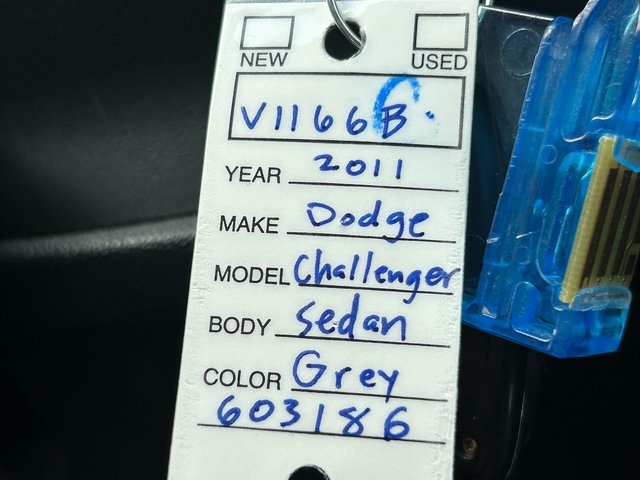 NEW USED
V1166B
YEAR 2011
MAKE Dodge
MODEL Challenger
BODY Sedan
COLOR Grey
603186